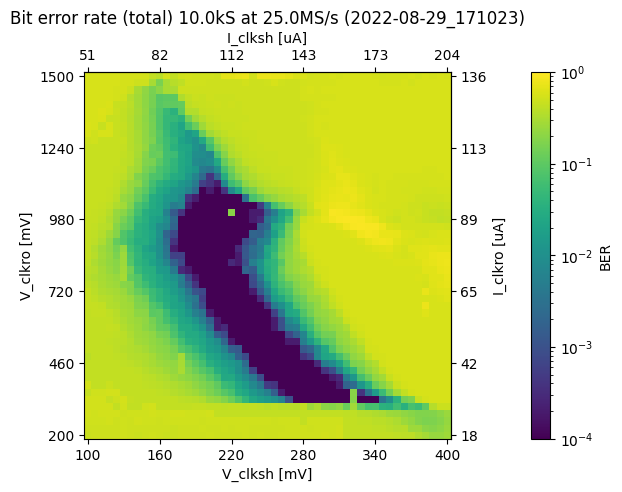 Bit error rate (total) 10.0kS at 25.0MS/s (2022-08-29_171023)
I_clksh [uA]
51 82 112 143 173 204
1500 136 10⁰
1240 113 10⁻¹
980 89
V_clkro [mV] I_clkro [uA] BER
10⁻²
720 65
460 42 10⁻³
200 18 10⁻⁴
100 160 220 280 340 400
V_clksh [mV]